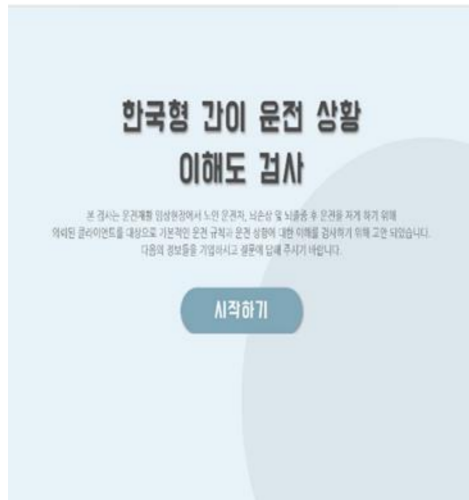 한국형 간이 운전 상황
이해도 검사
본 검사는 운전재활 임상현장에서 노인 운전자, 뇌손상 및 뇌졸중 후 운전을 하기 위해
의뢰된 클라이언트를 대상으로 기본적인 운전 규칙과 운전 상황에 대한 이해를 검사하기 위해 고안 되었습니다.
다음의 정보들을 기입하시고 설문에 답해 주시기 바랍니다.
시작하기